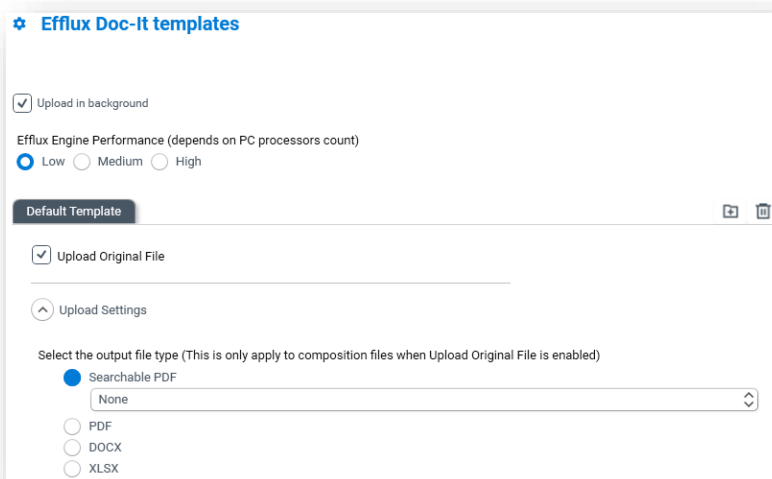 Efflux Doc-It templates
Upload in background
Efflux Engine Performance (depends on PC processors count)
Low Medium High
Default Template
Upload Original File
Upload Settings
Select the output file type (This is only apply to composition files when Upload Original File is enabled)
Searchable PDF
None
PDF
DOCX
XLSX